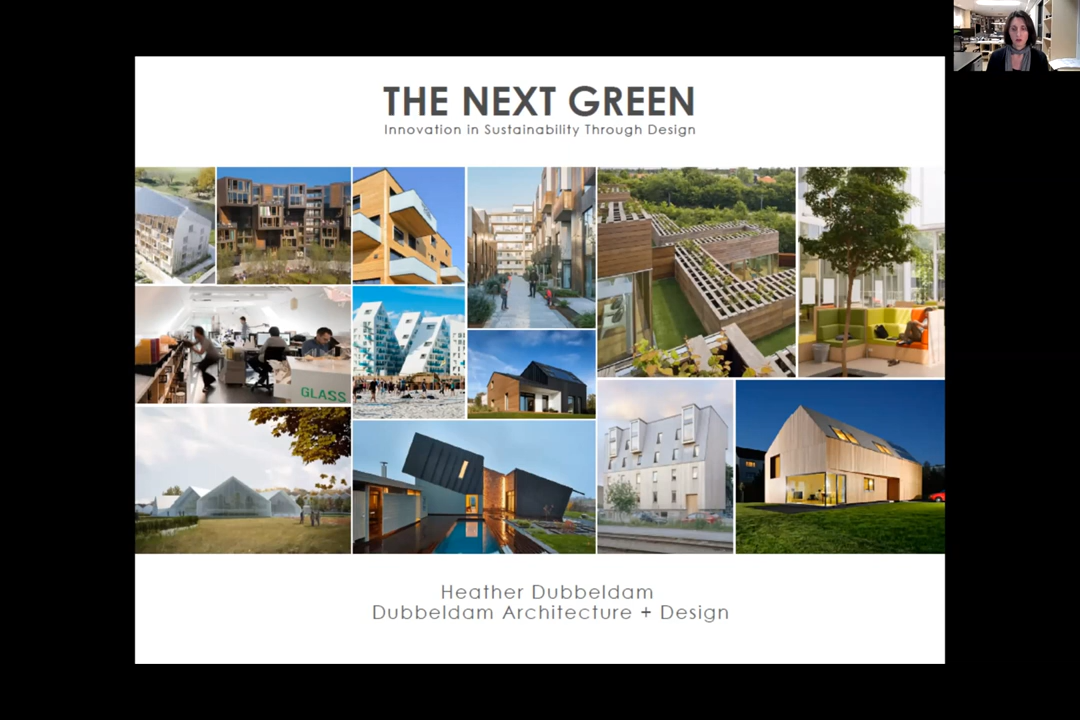 THE NEXT GREEN
Innovation in Sustainability Through Design
GLASS
Heather Dubbeldam
Dubbeldam Architecture + Design